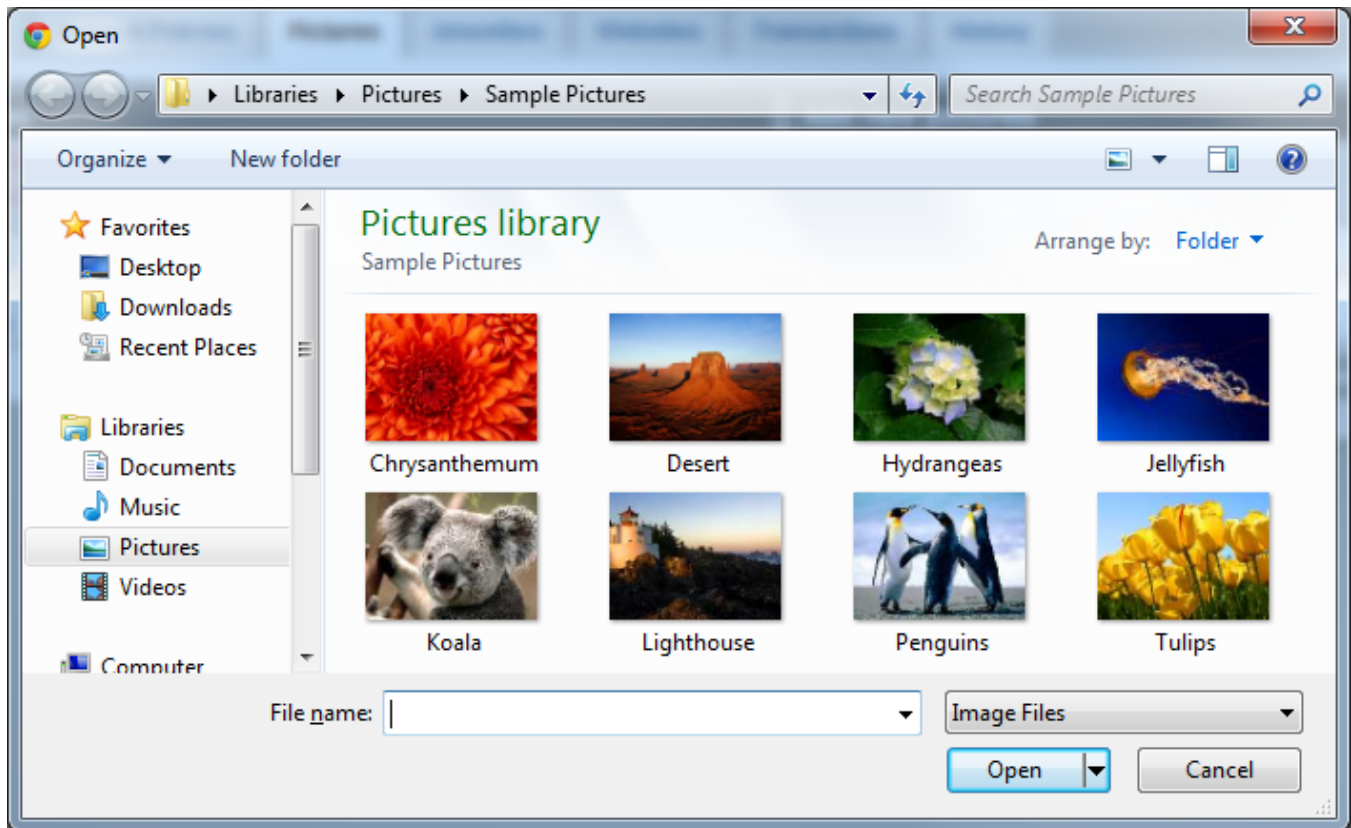 Open
Pictures
Libraries Pictures Sample Pictures
Search Sample Pictures
Organize New folder
Favorites
Desktop
Downloads
Recent Places
Libraries
Documents
Music
Pictures
Videos
Computer
Pictures library
Sample Pictures
Arrange by: Folder
Chrysanthemum Desert Hydrangeas Jellyfish
Koala Lighthouse Penguins Tulips
File name:
Image Files
Open Cancel